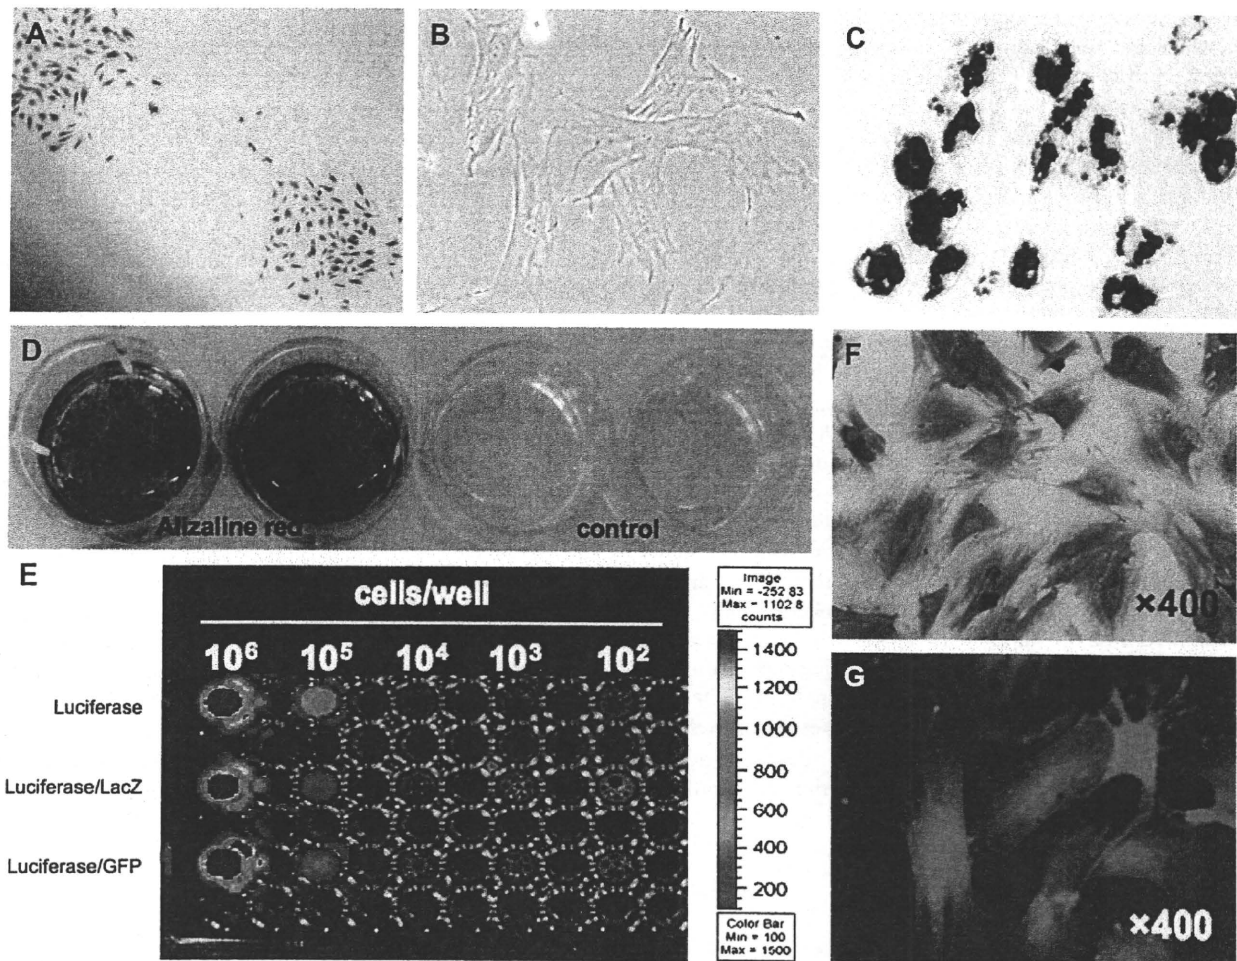 A
B
C
D
Alizaline red
control
E
cells/well
10⁶ 10⁵ 10⁴ 10³ 10²
Luciferase
Luciferase/LacZ
Luciferase/GFP
Image
Min = -252 83
Max = 1102 8
counts
1400
1200
1000
800
600
400
200
Color Bar
Min = 100
Max = 1500
F
×400
G
×400